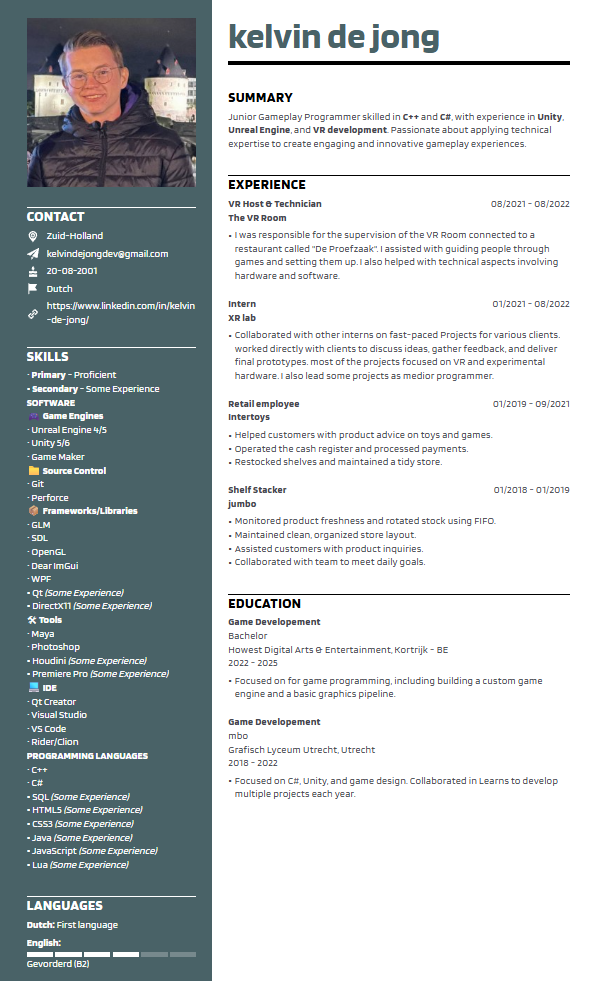 kelvin de jong
CONTACT
Zuid-Holland
kelvindejongdev@gmail.com
20-08-2001
Dutch
https://www.linkedin.com/in/kelvin
-de-jong/
SKILLS
· Primary - Proficient
• Secondary - Some Experience
SOFTWARE
Game Engines
· Unreal Engine 4/5
· Unity 5/6
· Game Maker
Source Control
· Git
· Perforce
Frameworks/Libraries
· GLM
· SDL
· OpenGL
· Dear ImGui
· WPF
• Qt (Some Experience)
• DirectX11 (Some Experience)
Tools
· Maya
· Photoshop
• Houdini (Some Experience)
• Premiere Pro (Some Experience)
IDE
· Qt Creator
· Visual Studio
· VS Code
· Rider/Clion
PROGRAMMING LANGUAGES
· C++
· C#
• SQL (Some Experience)
• HTML5 (Some Experience)
• CSS3 (Some Experience)
• Java (Some Experience)
• JavaScript (Some Experience)
• Lua (Some Experience)
LANGUAGES
Dutch: First language
English:
Gevorderd (B2)
SUMMARY
Junior Gameplay Programmer skilled in C++ and C#, with experience in Unity,
Unreal Engine, and VR development. Passionate about applying technical
expertise to create engaging and innovative gameplay experiences.
EXPERIENCE
VR Host & Technician 08/2021 - 08/2022
The VR Room
• I was responsible for the supervision of the VR Room connected to a
restaurant called "De Proefzaak". I assisted with guiding people through
games and setting them up. I also helped with technical aspects involving
hardware and software.
Intern 01/2021 - 08/2022
XR lab
• Collaborated with other interns on fast-paced Projects for various clients.
worked directly with clients to discuss ideas, gather feedback, and deliver
final prototypes. most of the projects focused on VR and experimental
hardware. I also lead some projects as medior programmer.
Retail employee 01/2019 - 09/2021
Intertoys
• Helped customers with product advice on toys and games.
• Operated the cash register and processed payments.
• Restocked shelves and maintained a tidy store.
Shelf Stacker 01/2018 - 01/2019
jumbo
• Monitored product freshness and rotated stock using FIFO.
• Maintained clean, organized store layout.
• Assisted customers with product inquiries.
• Collaborated with team to meet daily goals.
EDUCATION
Game Developement
Bachelor
Howest Digital Arts & Entertainment, Kortrijk - BE
2022 - 2025
• Focused on for game programming, including building a custom game
engine and a basic graphics pipeline.
Game Developement
mbo
Grafisch Lyceum Utrecht, Utrecht
2018 - 2022
• Focused on C#, Unity, and game design. Collaborated in Learns to develop
multiple projects each year.